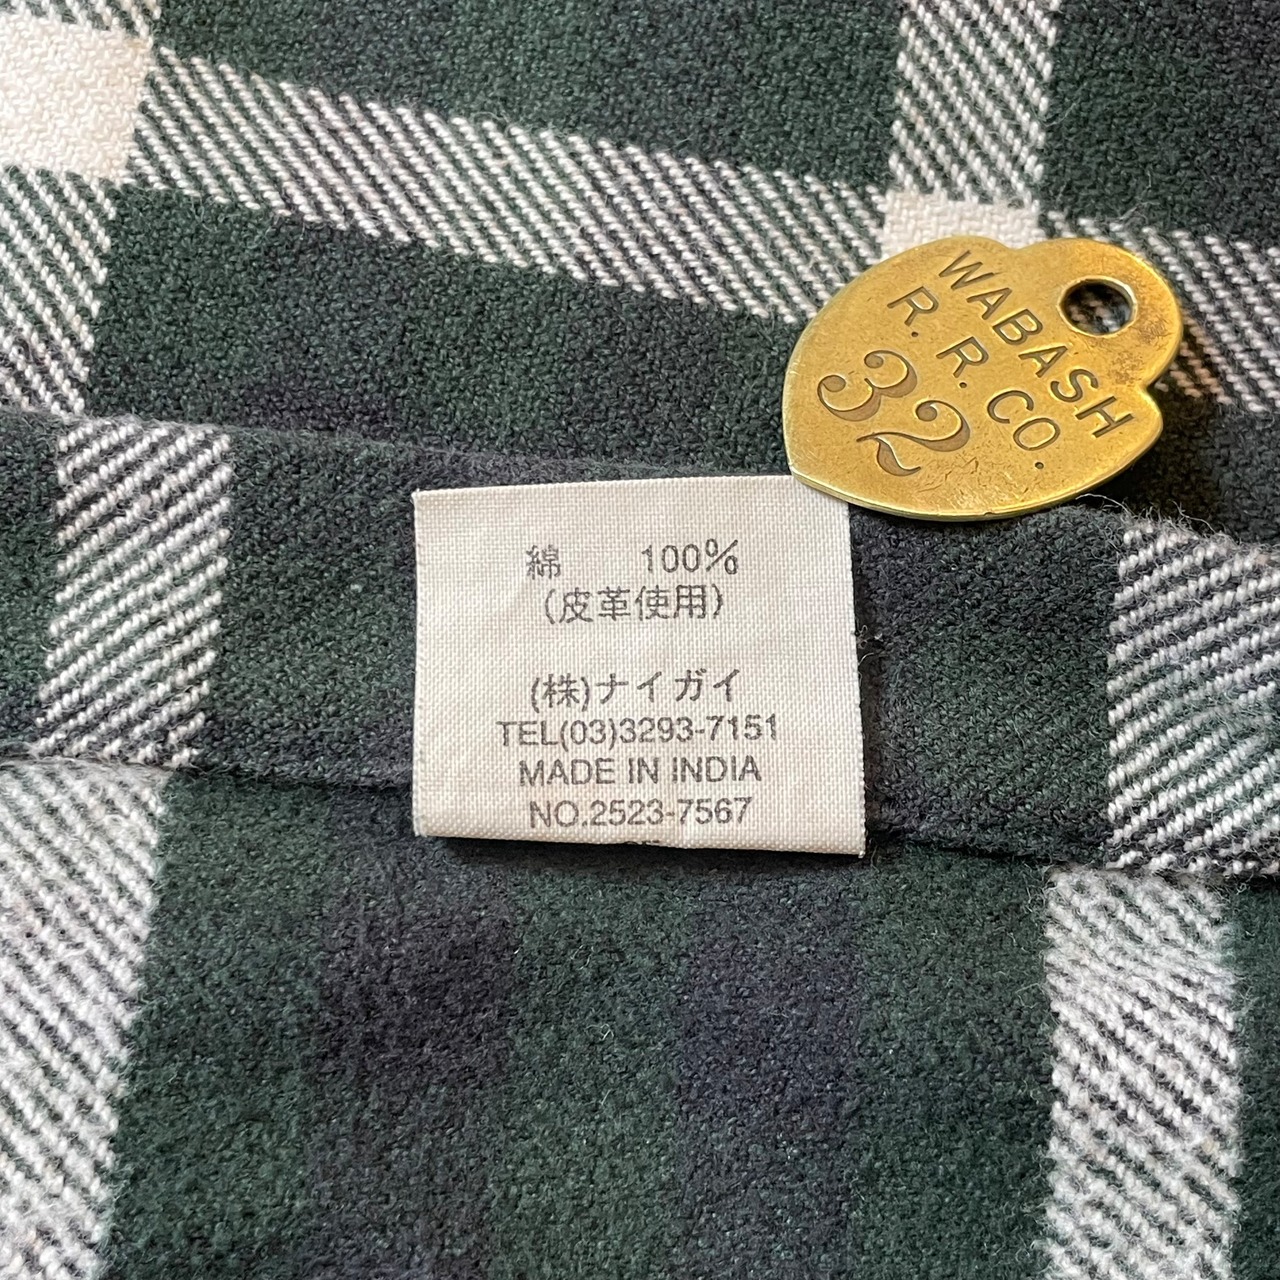 WABASH
R. R. CO.
32
綿 100%
(皮革使用)
(株)ナイガイ
TEL(03)3293-7151
MADE IN INDIA
NO.2523-7567